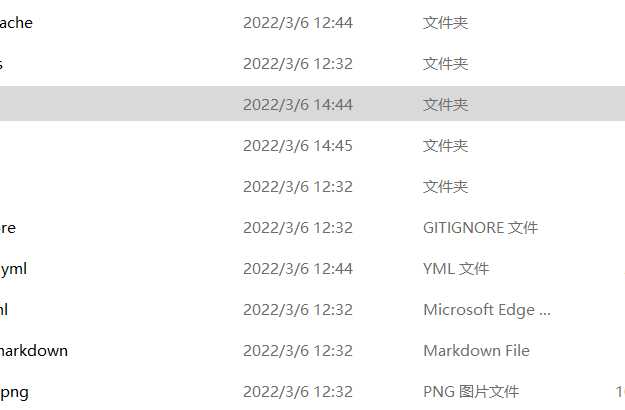 ache 2022/3/6 12:44 文件夹
s 2022/3/6 12:32 文件夹
2022/3/6 14:44 文件夹
2022/3/6 14:45 文件夹
2022/3/6 12:32 文件夹
re 2022/3/6 12:32 GITIGNORE 文件
yml 2022/3/6 12:44 YML 文件
ml 2022/3/6 12:32 Microsoft Edge ...
markdown 2022/3/6 12:32 Markdown File
png 2022/3/6 12:32 PNG 图片文件